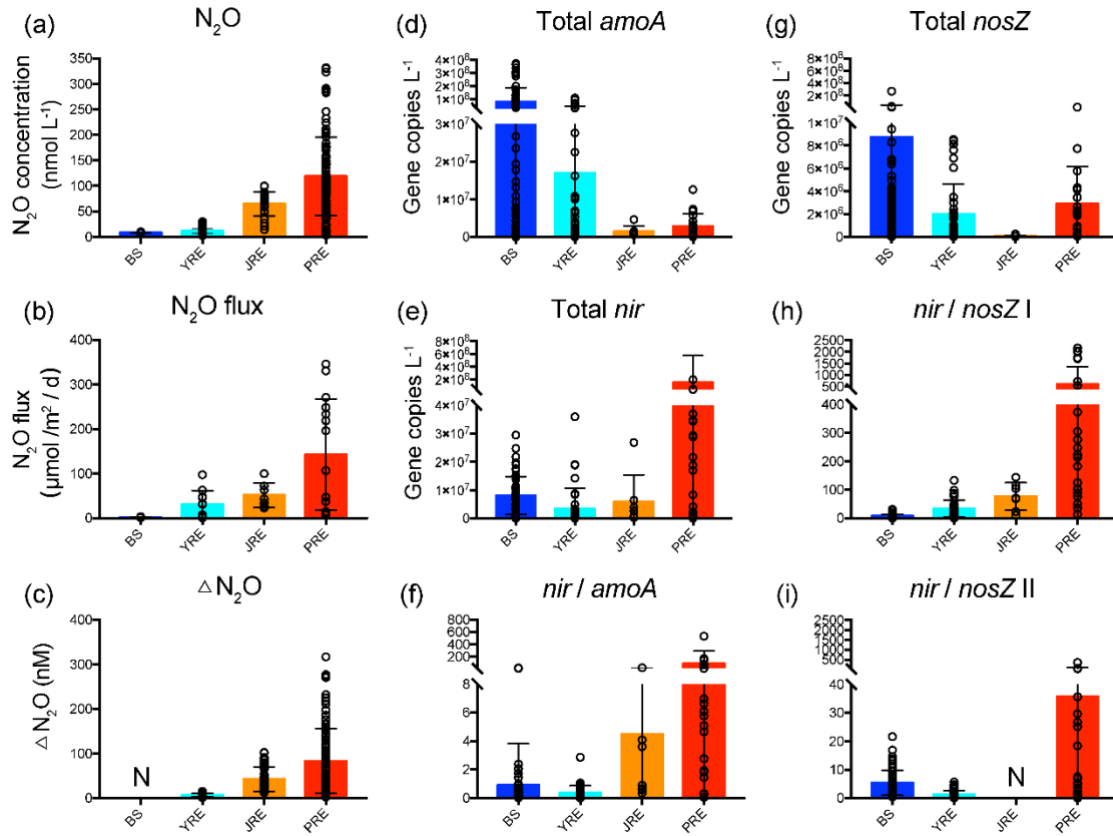 (a) N₂O
N₂O concentration
(nmol L⁻¹)
350
300
250
200
150
100
50
0
BS YRE JRE PRE
(d) Total amoA
Gene copies L⁻¹
4×10⁸
3×10⁸
2×10⁸
1×10⁸
3×10⁷
2×10⁷
1×10⁷
0
BS YRE JRE PRE
(g) Total nosZ
Gene copies L⁻¹
8×10⁸
6×10⁸
4×10⁸
2×10⁸
1×10⁷
8×10⁶
6×10⁶
4×10⁶
2×10⁶
0
BS YRE JRE PRE
(b) N₂O flux
N₂O flux
(μmol /m² / d)
400
300
200
100
0
BS YRE JRE PRE
(e) Total nir
Gene copies L⁻¹
8×10⁸
6×10⁸
4×10⁸
2×10⁸
4×10⁷
3×10⁷
2×10⁷
1×10⁷
0
BS YRE JRE PRE
(h) nir / nosZ I
2500
1500
500
400
300
200
100
0
BS YRE JRE PRE
(c) △N₂O
△N₂O (nM)
400
300
200
100
0
N
BS YRE JRE PRE
(f) nir / amoA
800
600
400
200
8
6
4
2
0
BS YRE JRE PRE
(i) nir / nosZ II
2500
2000
1500
500
40
30
20
10
0
N
BS YRE JRE PRE